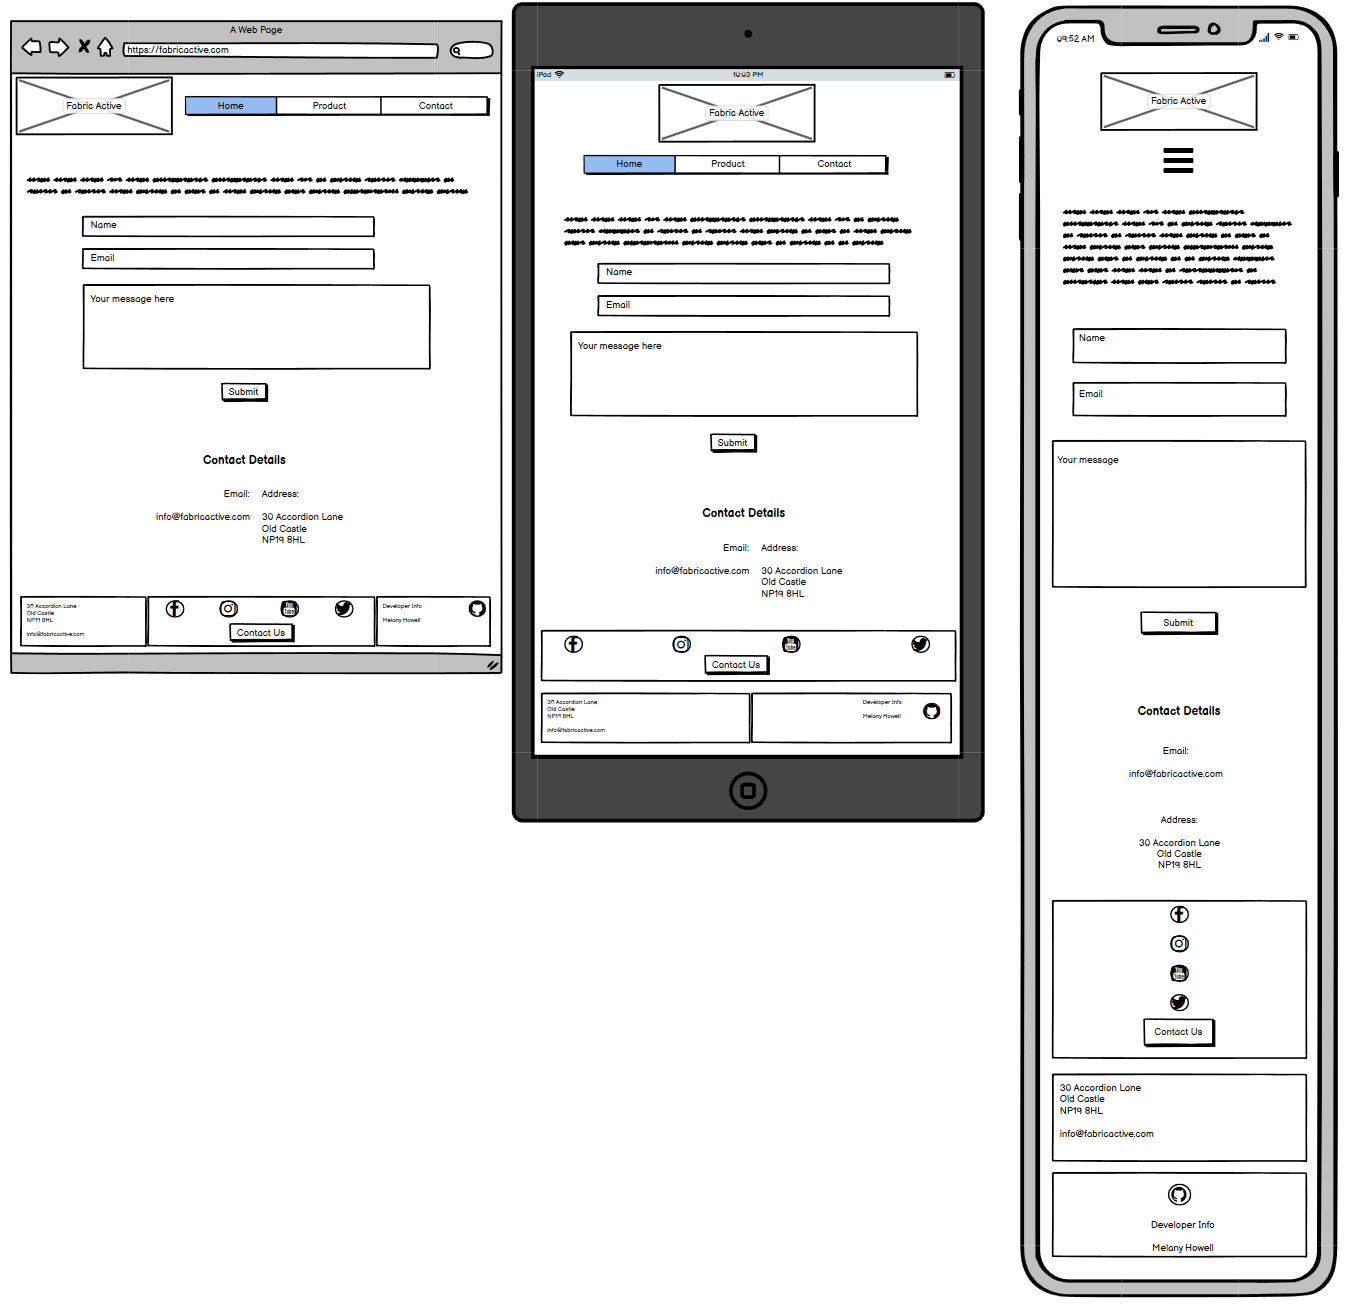 A Web Page
https://fabricactive.com
Fabric Active
Home Product Contact
Name
Email
Your message here
Submit
Contact Details
Email: Address:
info@fabricactive.com 30 Accordion Lane
Old Castle
NP19 8HL
30 Accordion Lane
Old Castle
NP19 8HL
info@fabricactive.com
You
Tube
Contact Us
Developer Info
Melany Howell
iPad 10:03 PM
Fabric Active
Home Product Contact
Name
Email
Your message here
Submit
Contact Details
Email: Address:
info@fabricactive.com 30 Accordion Lane
Old Castle
NP19 8HL
You
Tube
Contact Us
30 Accordion Lane
Old Castle
NP19 8HL
info@fabricactive.com
Developer Info
Melany Howell
09:52 AM
Fabric Active
Name
Email
Your message
Submit
Contact Details
Email:
info@fabricactive.com
Address:
30 Accordion Lane
Old Castle
NP19 8HL
You
Tube
Contact Us
30 Accordion Lane
Old Castle
NP19 8HL
info@fabricactive.com
Developer Info
Melany Howell